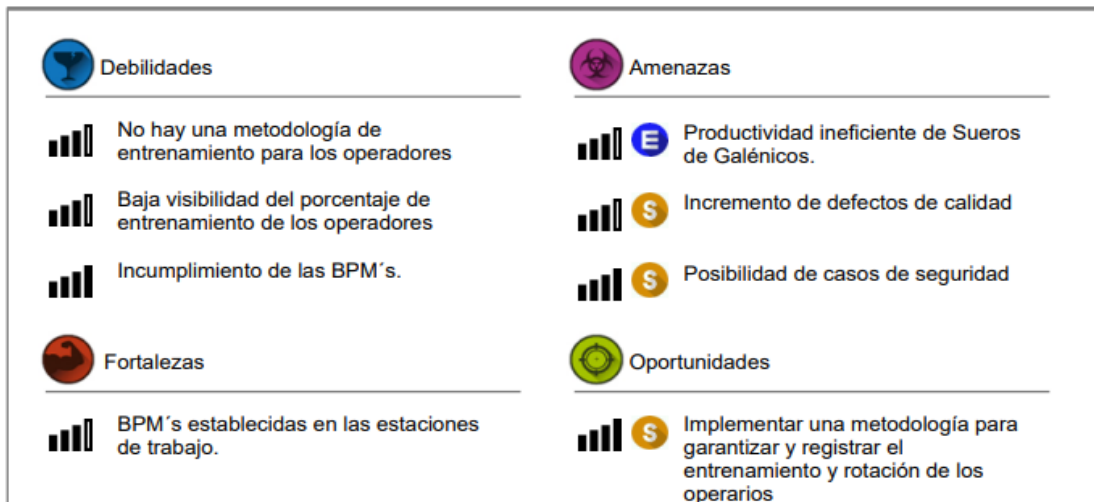 Debilidades
No hay una metodología de
entrenamiento para los operadores
Baja visibilidad del porcentaje de
entrenamiento de los operadores
Incumplimiento de las BPM´s.
Amenazas
E Productividad ineficiente de Sueros
de Galénicos.
S Incremento de defectos de calidad
S Posibilidad de casos de seguridad
Fortalezas
BPM´s establecidas en las estaciones
de trabajo.
Oportunidades
S Implementar una metodología para
garantizar y registrar el
entrenamiento y rotación de los
operarios